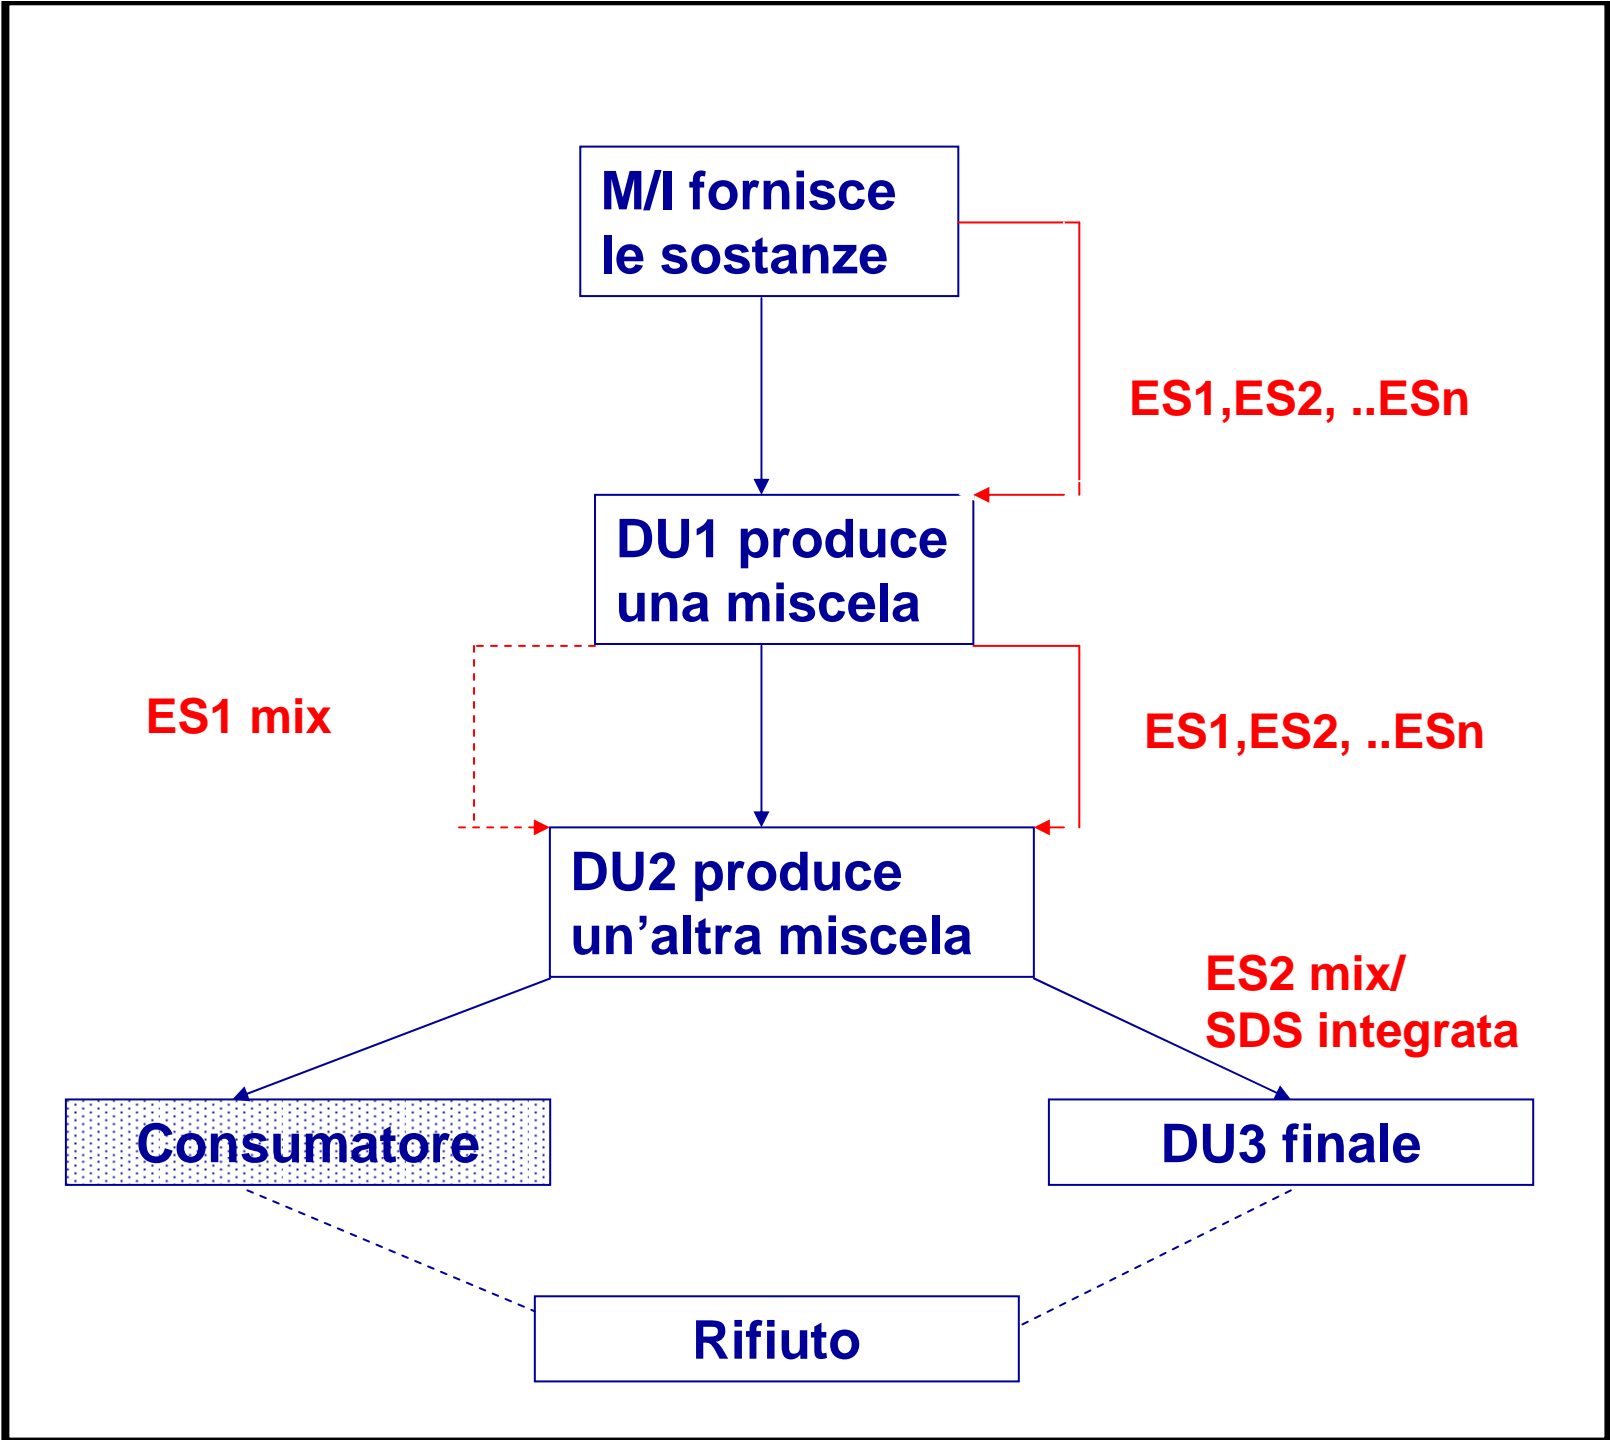 M/I fornisce
le sostanze
ES1,ES2, ..ESn
DU1 produce
una miscela
ES1 mix
ES1,ES2, ..ESn
DU2 produce
un’altra miscela
ES2 mix/
SDS integrata
Consumatore
DU3 finale
Rifiuto